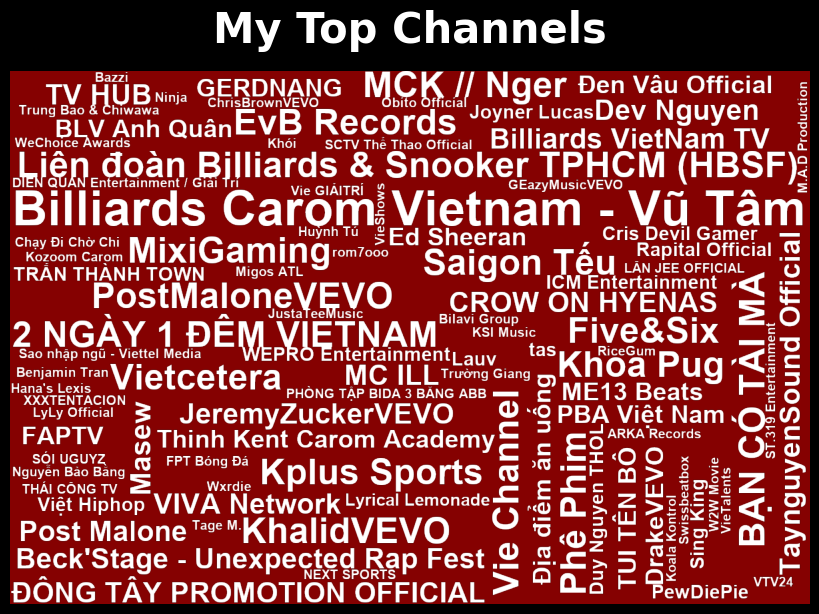 My Top Channels
Bazzi
TV HUB
Ninja
GERDNANG
MCK // Nger
Đen Vâu Official
Trung Bao & Chiwawa
ChrisBrownVEVO
Obito Official
Joyner Lucas
Dev Nguyen
BLV Anh Quân
EvB Records
Billiards VietNam TV
M.A.D Production
WeChoice Awards
Khói
SCTV Thể Thao Official
Liên đoàn Billiards & Snooker TPHCM (HBSF)
DIEN QUAN Entertainment / Giải Trí
Vie GIẢITRÍ
GEazyMusicVEVO
Billiards Carom Vietnam - Vũ Tâm
VieShows
Huỳnh Tú
Ed Sheeran
Cris Devil Gamer
Chạy Đi Chờ Chi
MixiGaming
rom7ooo
Rapital Official
Kozoom Carom
Saigon Tếu
TRẤN THÀNH TOWN
Migos ATL
LĂN JEE OFFICIAL
PostMaloneVEVO
ICM Entertainment
CROW ON HYENAS
JustaTeeMusic
Bilavi Group
2 NGÀY 1 ĐÊM VIETNAM
KSI Music
Five&Six
Sao nhập ngũ - Viettel Media
WEPRO Entertainment
Lauv
tas
RiceGum
Khoa Pug
Benjamin Tran
Vietcetera
MC ILL
Trường Giang
Hana's Lexis
PHÒNG TẬP BIDA 3 BĂNG ABB
ME13 Beats
XXXTENTACION
LyLy Official
JeremyZuckerVEVO
PBA Việt Nam
FAPTV
Masew
Thinh Kent Carom Academy
ARKA Records
SÓI UGUYZ
FPT Bóng Đá
Kplus Sports
Nguyễn Bảo Bằng
THÁI CÔNG TV
Wxrdie
Việt Hiphop
VIVA Network
Lyrical Lemonade
Post Malone
Tage M.
KhalidVEVO
Beck'Stage - Unexpected Rap Fest
NEXT SPORTS
ĐÔNG TÂY PROMOTION OFFICIAL
Vie Channel
Địa điểm ăn uống
Phê Phim
Duy Nguyen THOL
TUI TÊN BÔ
DrakeVEVO
Koala Kontrol
Swissbeatbox
Sing King
W2W Movie
VieTalents
BẠN CÓ TÀI MÀ
ST.319 Entertainment
TaynguyenSound Official
PewDiePie
VTV24